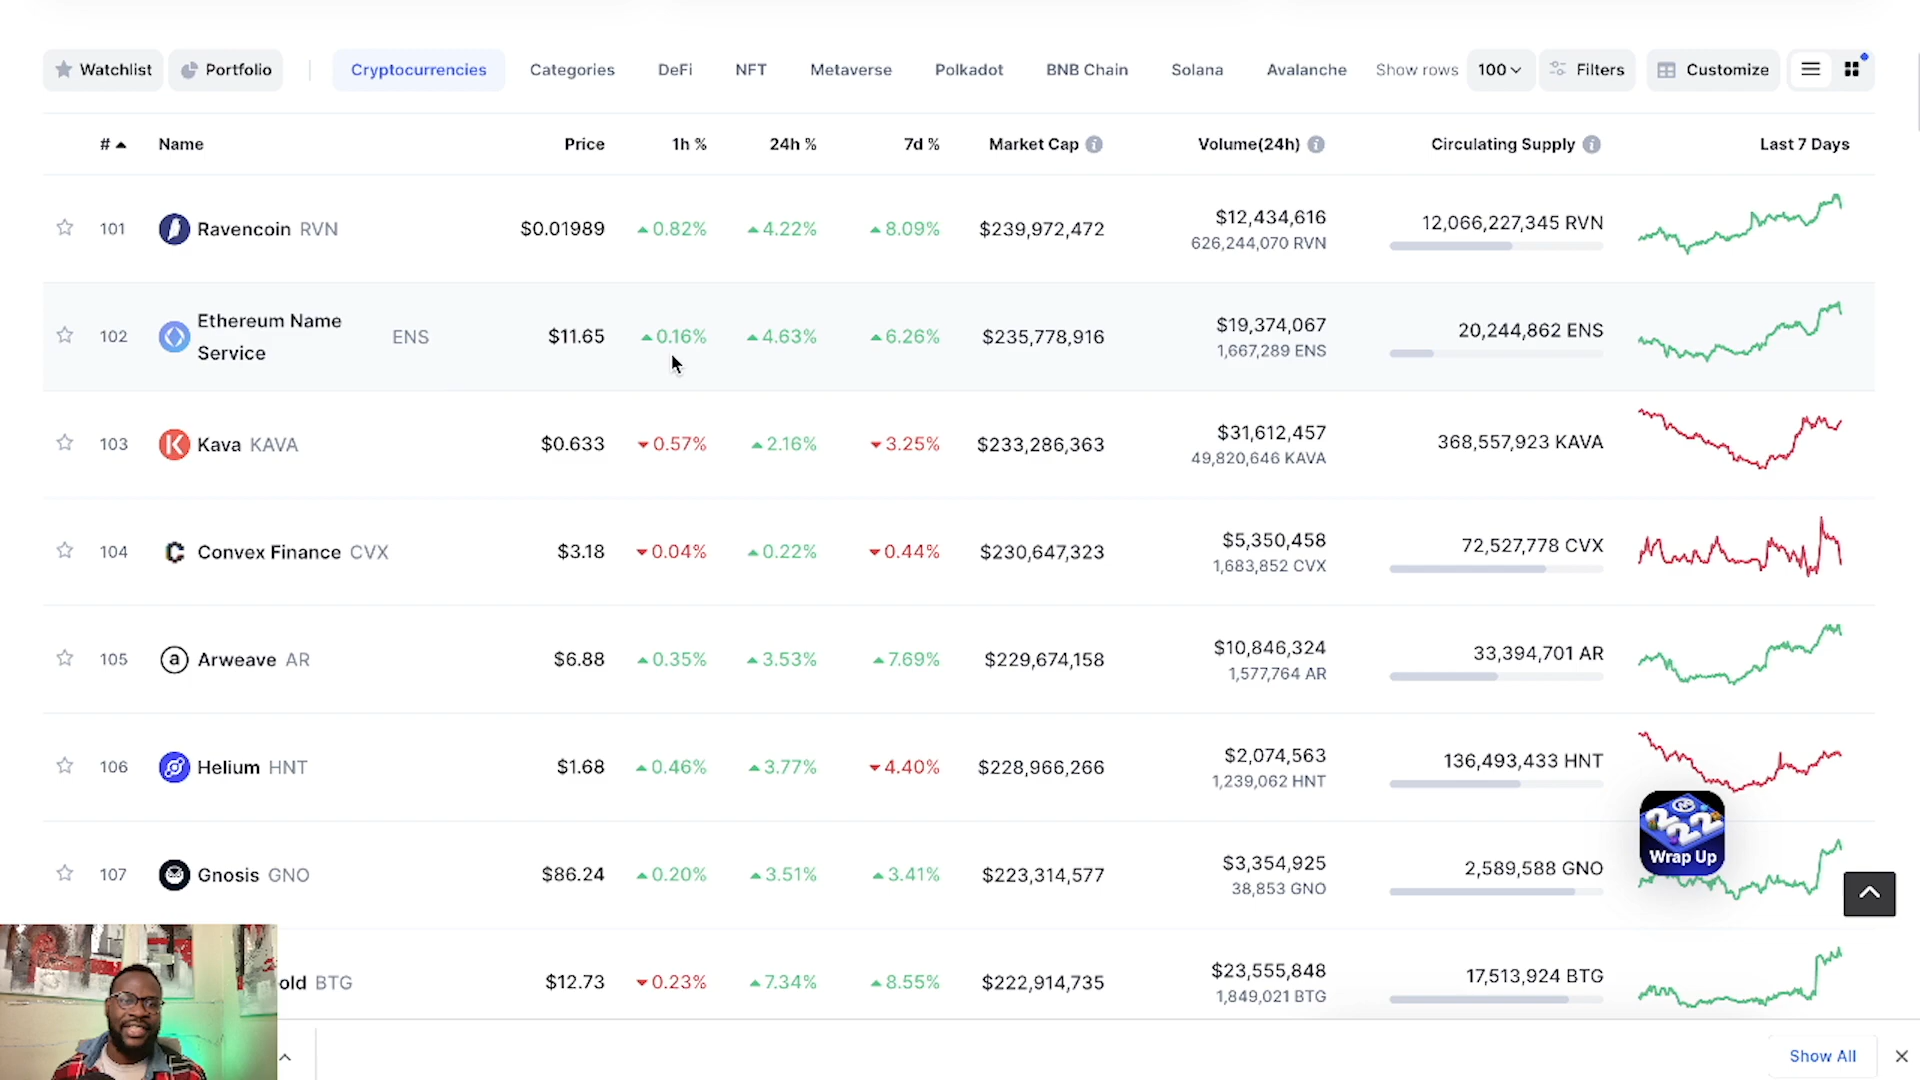 Watchlist Portfolio Cryptocurrencies Categories DeFi NFT Metaverse Polkadot BNB Chain Solana Avalanche Show rows 100 Filters Customize
# Name Price 1h % 24h % 7d % Market Cap Volume(24h) Circulating Supply Last 7 Days
101 Ravencoin RVN $0.01989 0.82% 4.22% 8.09% $239,972,472 $12,434,616 12,066,227,345 RVN
626,244,070 RVN
102 Ethereum Name ENS $11.65 0.16% 4.63% 6.26% $235,778,916 $19,374,067 20,244,862 ENS
Service 1,667,289 ENS
103 Kava KAVA $0.633 0.57% 2.16% 3.25% $233,286,363 $31,612,457 368,557,923 KAVA
49,820,646 KAVA
104 Convex Finance CVX $3.18 0.04% 0.22% 0.44% $230,647,323 $5,350,458 72,527,778 CVX
1,683,852 CVX
105 Arweave AR $6.88 0.35% 3.53% 7.69% $229,674,158 $10,846,324 33,394,701 AR
1,577,764 AR
106 Helium HNT $1.68 0.46% 3.77% 4.40% $228,966,266 $2,074,563 136,493,433 HNT
1,239,062 HNT
2022
Wrap Up
107 Gnosis GNO $86.24 0.20% 3.51% 3.41% $223,314,577 $3,354,925 2,589,588 GNO
38,853 GNO
old BTG $12.73 0.23% 7.34% 8.55% $222,914,735 $23,555,848 17,513,924 BTG
1,849,021 BTG
Show All